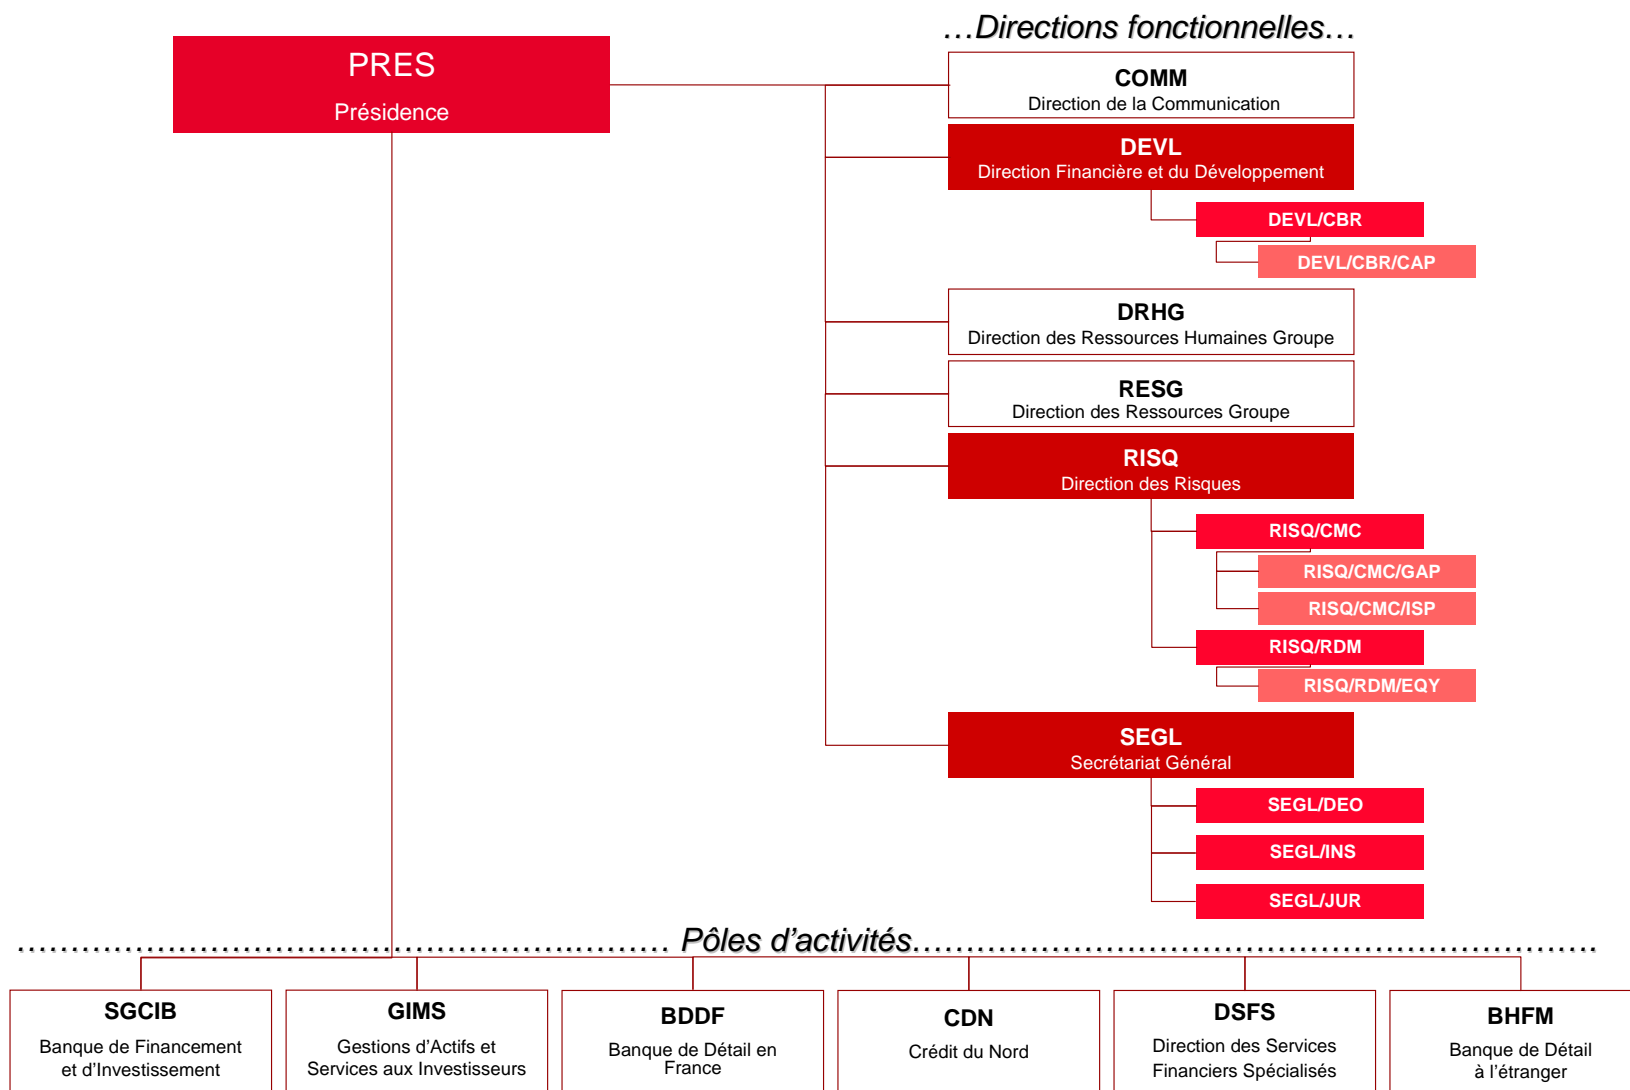 …Directions fonctionnelles…
PRES
Présidence
COMM
Direction de la Communication
DEVL
Direction Financière et du Développement
DEVL/CBR
DEVL/CBR/CAP
DRHG
Direction des Ressources Humaines Groupe
RESG
Direction des Ressources Groupe
RISQ
Direction des Risques
RISQ/CMC
RISQ/CMC/GAP
RISQ/CMC/ISP
RISQ/RDM
RISQ/RDM/EQY
SEGL
Secrétariat Général
SEGL/DEO
SEGL/INS
SEGL/JUR
Pôles d’activités
SGCIB
Banque de Financement
et d’Investissement
GIMS
Gestions d’Actifs et
Services aux Investisseurs
BDDF
Banque de Détail en
France
CDN
Crédit du Nord
DSFS
Direction des Services
Financiers Spécialisés
BHFM
Banque de Détail
à l’étranger